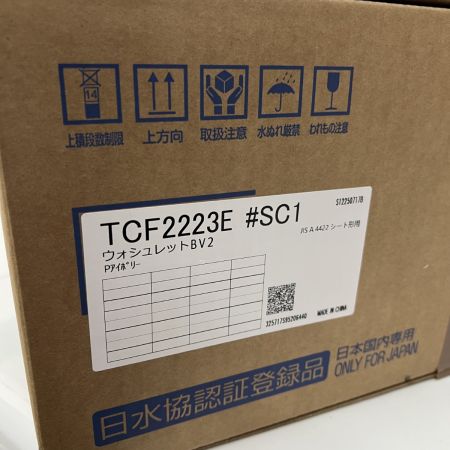 14
上積段数制限 上方向 取扱注意 水ぬれ厳禁 われもの注意
TCF2223E #SC1 S12250717B
ウォシュレットBV2 JIS A 4422 シート形用
Pアイボリー
325717S95206440 MADE IN CHINA
日水協認証登録品 日本国内専用
ONLY FOR JAPAN